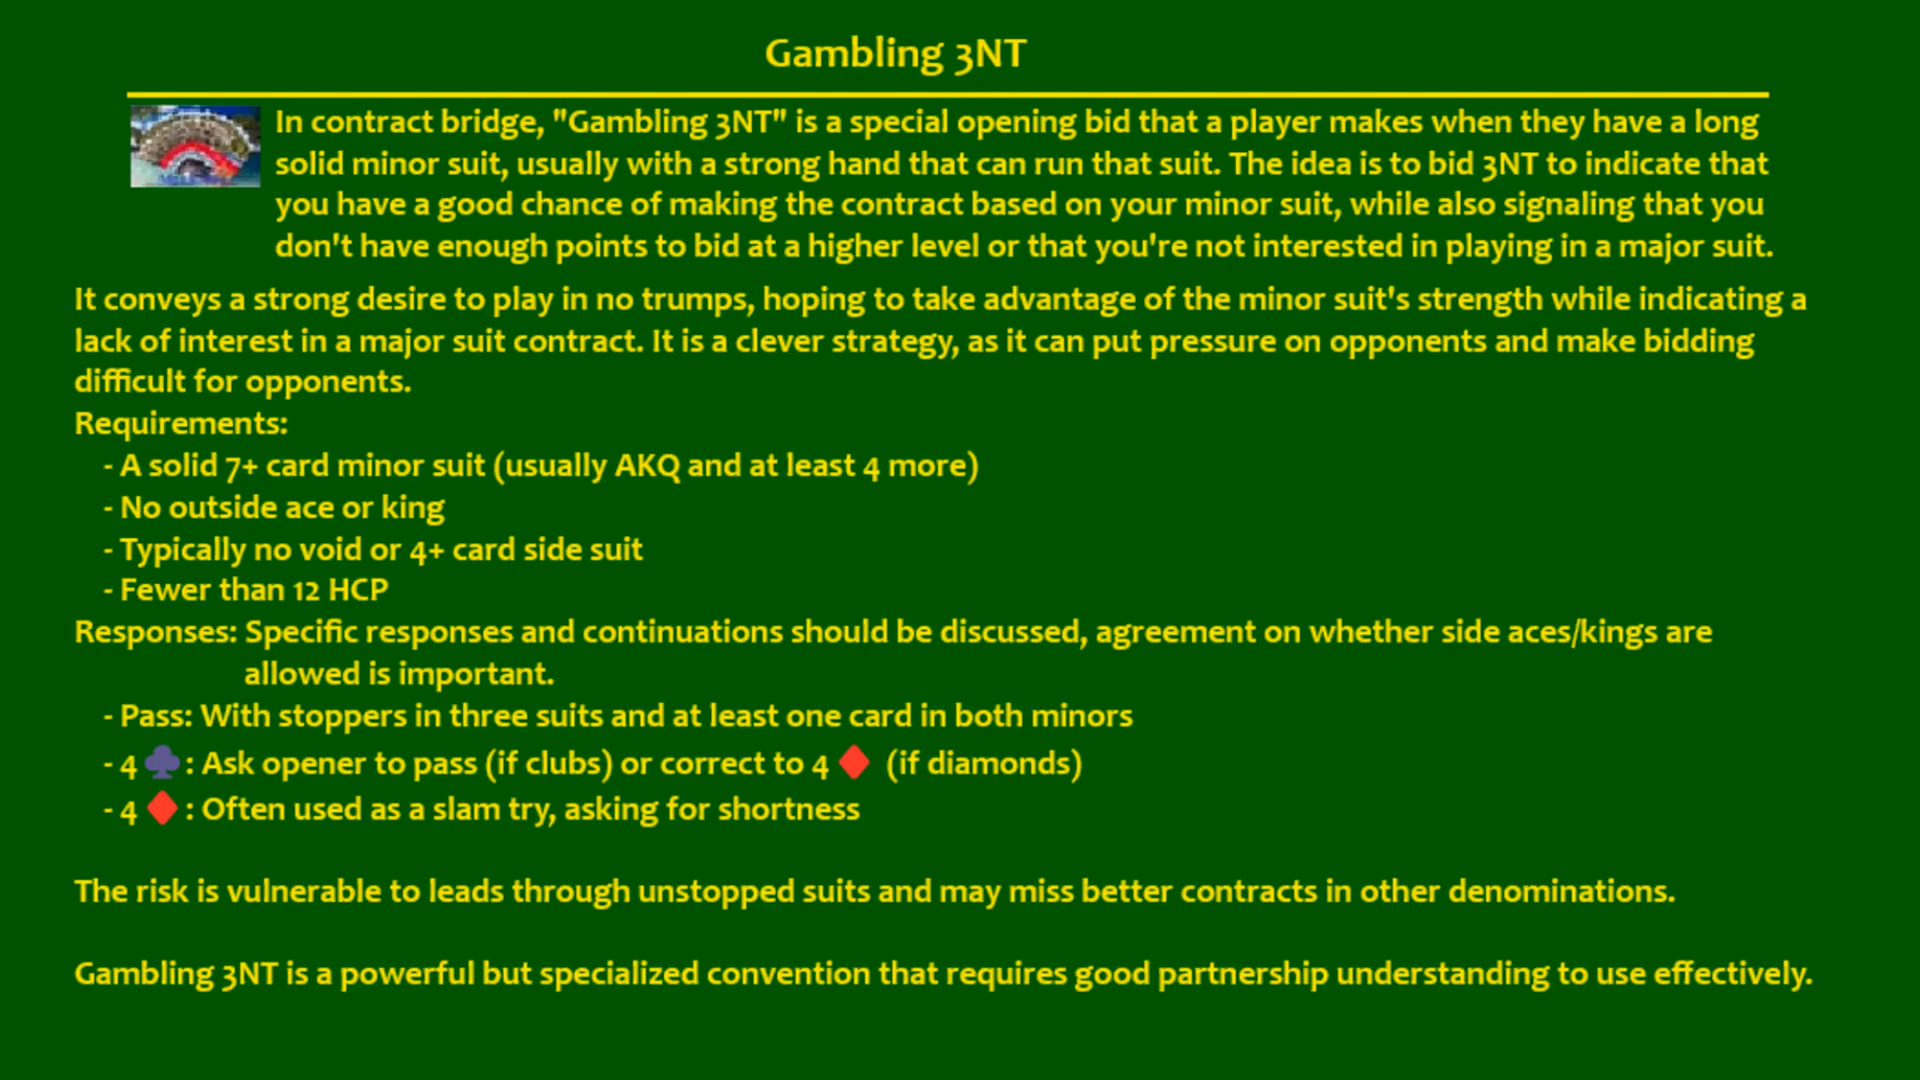 Gambling 3NT
In contract bridge, "Gambling 3NT" is a special opening bid that a player makes when they have a long
solid minor suit, usually with a strong hand that can run that suit. The idea is to bid 3NT to indicate that
you have a good chance of making the contract based on your minor suit, while also signaling that you
don't have enough points to bid at a higher level or that you're not interested in playing in a major suit.
It conveys a strong desire to play in no trumps, hoping to take advantage of the minor suit's strength while indicating a
lack of interest in a major suit contract. It is a clever strategy, as it can put pressure on opponents and make bidding
difficult for opponents.
Requirements:
- A solid 7+ card minor suit (usually AKQ and at least 4 more)
- No outside ace or king
- Typically no void or 4+ card side suit
- Fewer than 12 HCP
Responses: Specific responses and continuations should be discussed, agreement on whether side aces/kings are
allowed is important.
- Pass: With stoppers in three suits and at least one card in both minors
- 4 ♣: Ask opener to pass (if clubs) or correct to 4 ♦ (if diamonds)
- 4 ♦: Often used as a slam try, asking for shortness
The risk is vulnerable to leads through unstopped suits and may miss better contracts in other denominations.
Gambling 3NT is a powerful but specialized convention that requires good partnership understanding to use effectively.